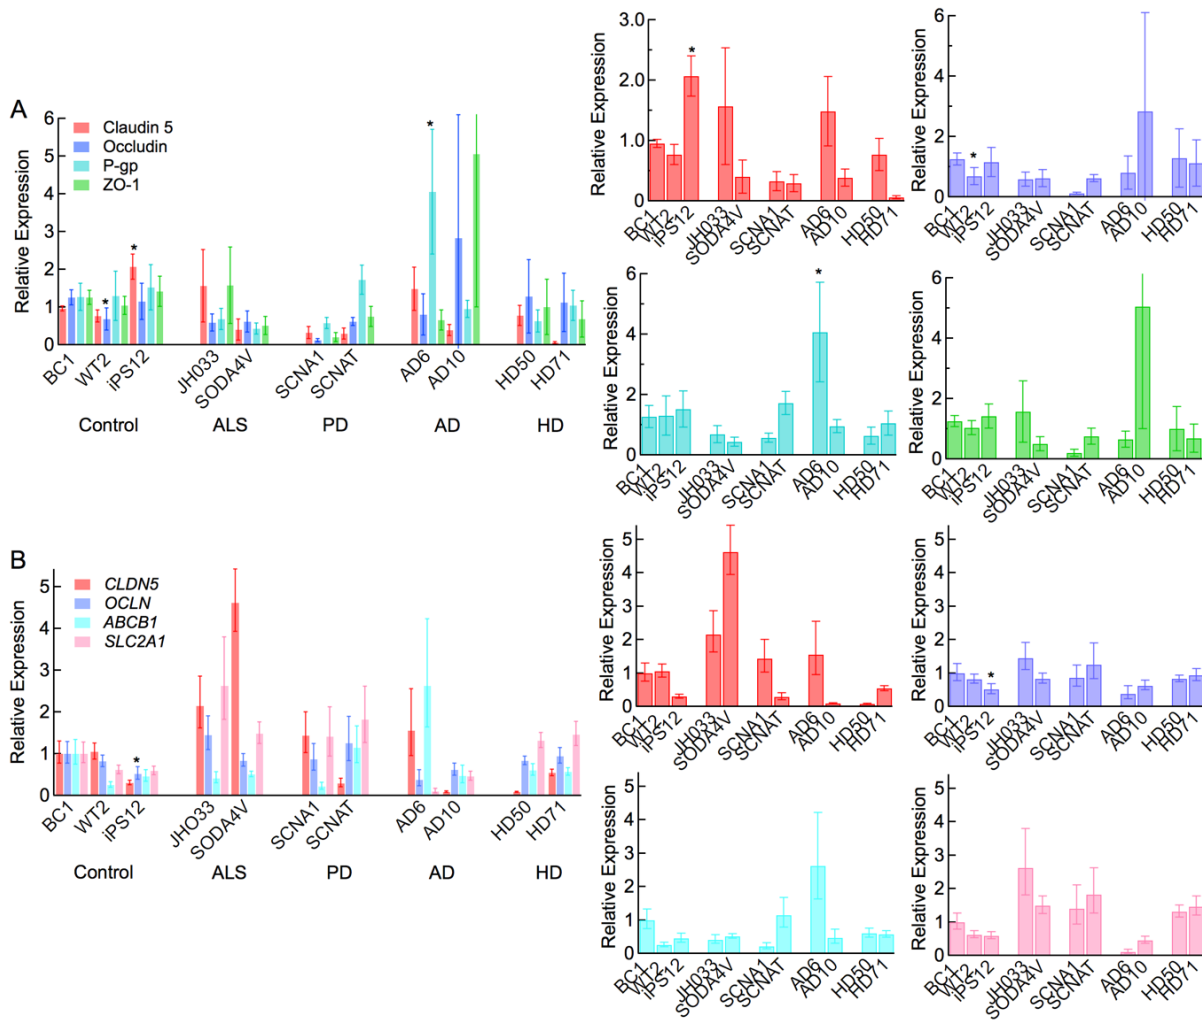 A
Relative Expression
6
5
4
3
2
1
0
Claudin 5
Occludin
P-gp
ZO-1
*
*
*
BC1
WT2
iPS12
JH033
SODA4V
SCNA1
SCNAT
AD6
AD10
HD50
HD71
Control
ALS
PD
AD
HD
Relative Expression
3.0
2.0
1.0
0
*
BC1
WT2
iPS12
JH033
SODA4V
SCNA1
SCNAT
AD6
AD10
HD50
HD71
Relative Expression
6
4
2
0
*
BC1
WT2
iPS12
JH033
SODA4V
SCNA1
SCNAT
AD6
AD10
HD50
HD71
Relative Expression
6
4
2
0
*
BC1
WT2
iPS12
JH033
SODA4V
SCNA1
SCNAT
AD6
AD10
HD50
HD71
Relative Expression
6
4
2
0
BC1
WT2
iPS12
JH033
SODA4V
SCNA1
SCNAT
AD6
AD10
HD50
HD71
B
Relative Expression
5
4
3
2
1
0
CLDN5
OCLN
ABCB1
SLC2A1
*
BC1
WT2
iPS12
JHO33
SODA4V
SCNA1
SCNAT
AD6
AD10
HD50
HD71
Control
ALS
PD
AD
HD
Relative Expression
5
4
3
2
1
0
BC1
WT2
iPS12
JH033
SODA4V
SCNA1
SCNAT
AD6
AD10
HD50
HD71
Relative Expression
5
4
3
2
1
0
*
BC1
WT2
iPS12
JH033
SODA4V
SCNA1
SCNAT
AD6
AD10
HD50
HD71
Relative Expression
5
4
3
2
1
0
BC1
WT2
iPS12
JH033
SODA4V
SCNA1
SCNAT
AD6
AD10
HD50
HD71
Relative Expression
5
4
3
2
1
0
BC1
WT2
iPS12
JH033
SODA4V
SCNA1
SCNAT
AD6
AD10
HD50
HD71